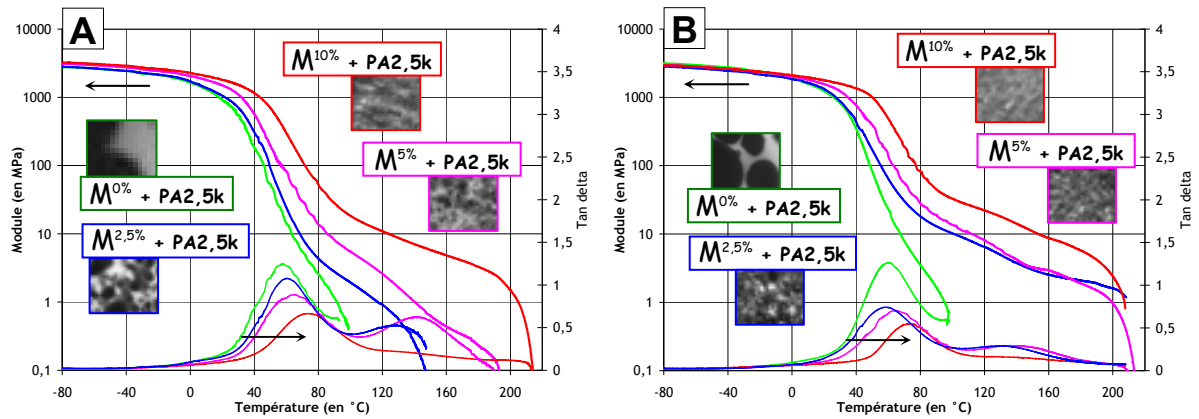 A
10000
1000
100
10
1
0,1
Module (en MPa)
4
3,5
3
2,5
2
1,5
1
0,5
0
Tan delta
-80
-40
0
40
80
120
160
200
Température (en °C)
M10% + PA2,5k
M5% + PA2,5k
M0% + PA2,5k
M2,5% + PA2,5k
B
10000
1000
100
10
1
0,1
Module (en MPa)
4
3,5
3
2,5
2
1,5
1
0,5
0
Tan delta
-80
-40
0
40
80
120
160
200
Température (en °C)
M10% + PA2,5k
M5% + PA2,5k
M0% + PA2,5k
M2,5% + PA2,5k